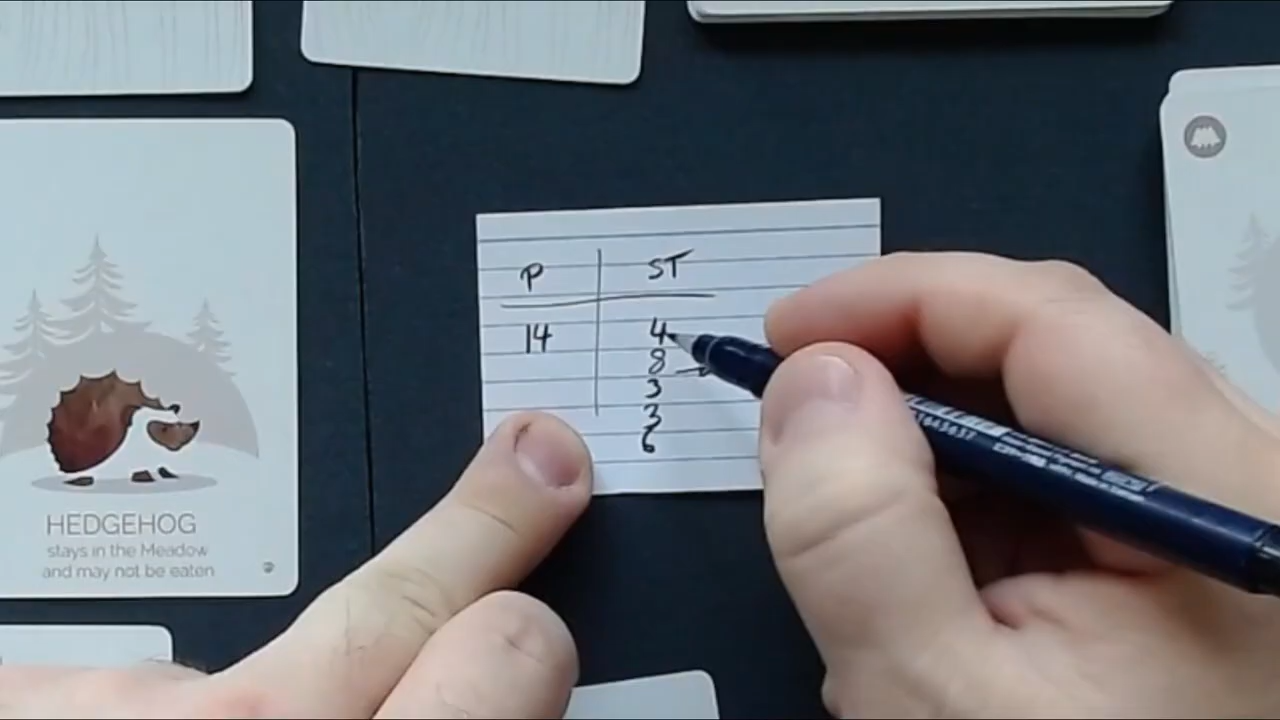 P ST
14 4
8
3
3
6
HEDGEHOG
stays in the Meadow
and may not be eaten